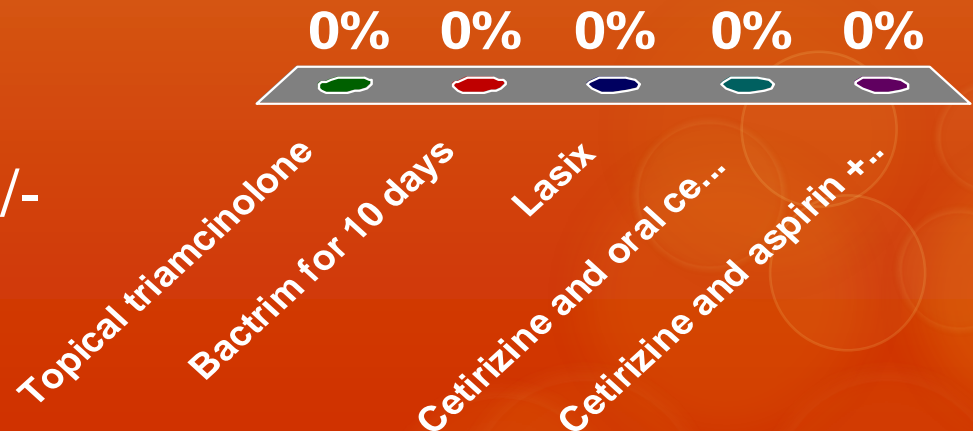 0% 0% 0% 0% 0%
/-
Topical triamcinolone
Bactrim for 10 days
Lasix
Cetirizine and oral ce...
Cetirizine and aspirin +..